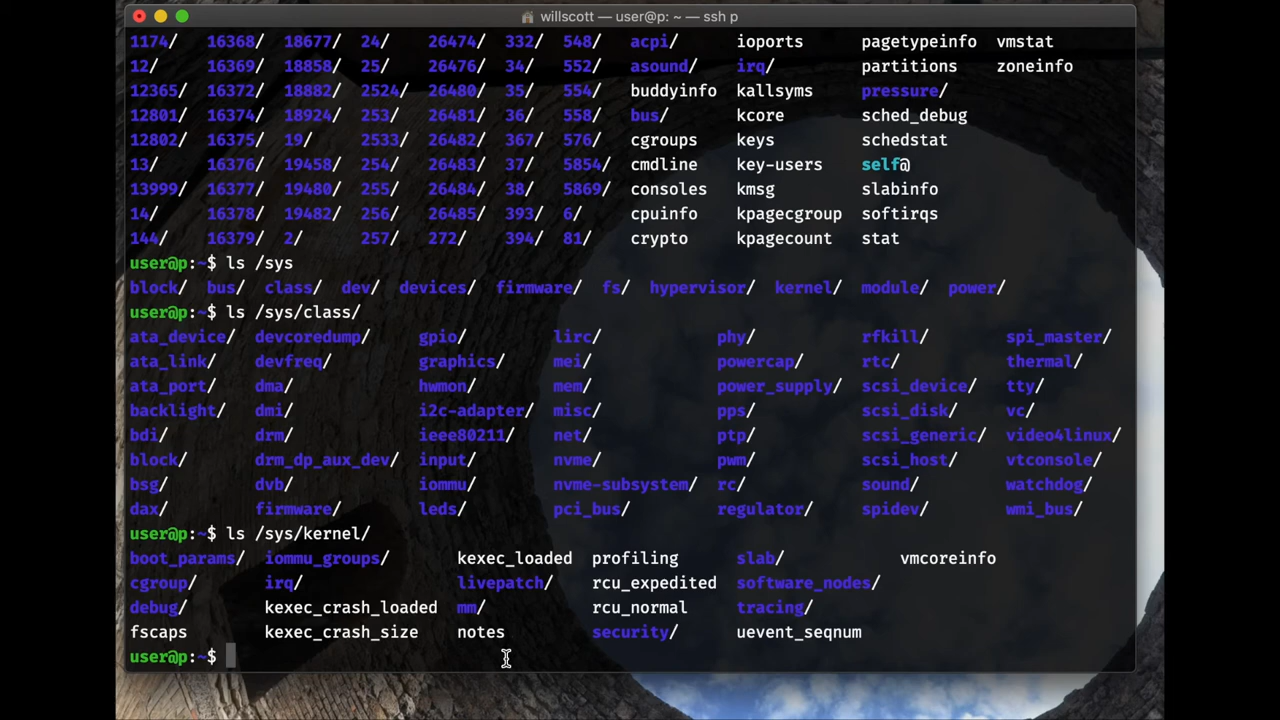 willscott — user@p: ~ — ssh p
1174/ 16368/ 18677/ 24/ 26474/ 332/ 548/ acpi/ ioports pagetypeinfo vmstat
12/ 16369/ 18858/ 25/ 26476/ 34/ 552/ asound/ irq/ partitions zoneinfo
12365/ 16372/ 18882/ 2524/ 26480/ 35/ 554/ buddyinfo kallsyms pressure/
12801/ 16374/ 18924/ 253/ 26481/ 36/ 558/ bus/ kcore sched_debug
12802/ 16375/ 19/ 2533/ 26482/ 367/ 576/ cgroups keys schedstat
13/ 16376/ 19458/ 254/ 26483/ 37/ 5854/ cmdline key-users self@
13999/ 16377/ 19480/ 255/ 26484/ 38/ 5869/ consoles kmsg slabinfo
14/ 16378/ 19482/ 256/ 26485/ 393/ 6/ cpuinfo kpagecgroup softirqs
144/ 16379/ 2/ 257/ 272/ 394/ 81/ crypto kpagecount stat
user@p:~$ ls /sys
block/ bus/ class/ dev/ devices/ firmware/ fs/ hypervisor/ kernel/ module/ power/
user@p:~$ ls /sys/class/
ata_device/ devcoredump/ gpio/ lirc/ phy/ rfkill/ spi_master/
ata_link/ devfreq/ graphics/ mei/ powercap/ rtc/ thermal/
ata_port/ dma/ hwmon/ mem/ power_supply/ scsi_device/ tty/
backlight/ dmi/ i2c-adapter/ misc/ pps/ scsi_disk/ vc/
bdi/ drm/ ieee80211/ net/ ptp/ scsi_generic/ video4linux/
block/ drm_dp_aux_dev/ input/ nvme/ pwm/ scsi_host/ vtconsole/
bsg/ dvb/ iommu/ nvme-subsystem/ rc/ sound/ watchdog/
dax/ firmware/ leds/ pci_bus/ regulator/ spidev/ wmi_bus/
user@p:~$ ls /sys/kernel/
boot_params/ iommu_groups/ kexec_loaded profiling slab/ vmcoreinfo
cgroup/ irq/ livepatch/ rcu_expedited software_nodes/
debug/ kexec_crash_loaded mm/ rcu_normal tracing/
fscaps kexec_crash_size notes security/ uevent_seqnum
user@p:~$